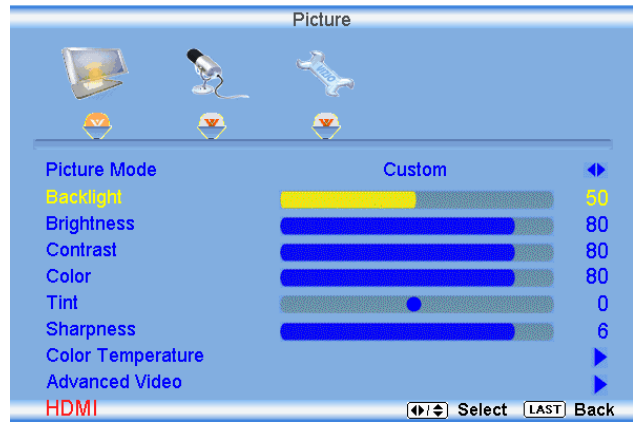 Picture
Picture Mode Custom
Backlight 50
Brightness 80
Contrast 80
Color 80
Tint 0
Sharpness 6
Color Temperature
Advanced Video
HDMI Select LAST Back